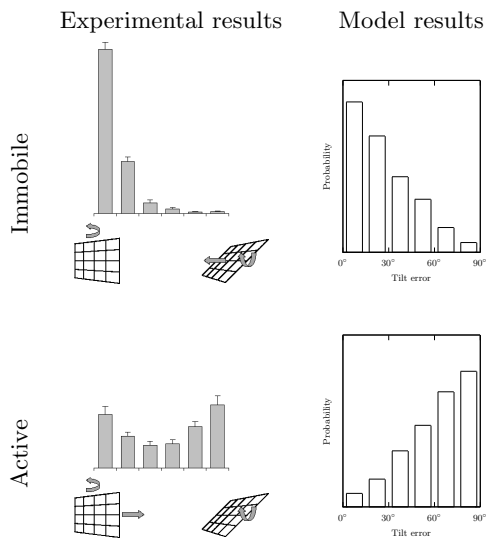 Experimental results
Model results
Immobile
Probability
0° 30° 60° 90°
Tilt error
Active
Probability
0° 30° 60° 90°
Tilt error